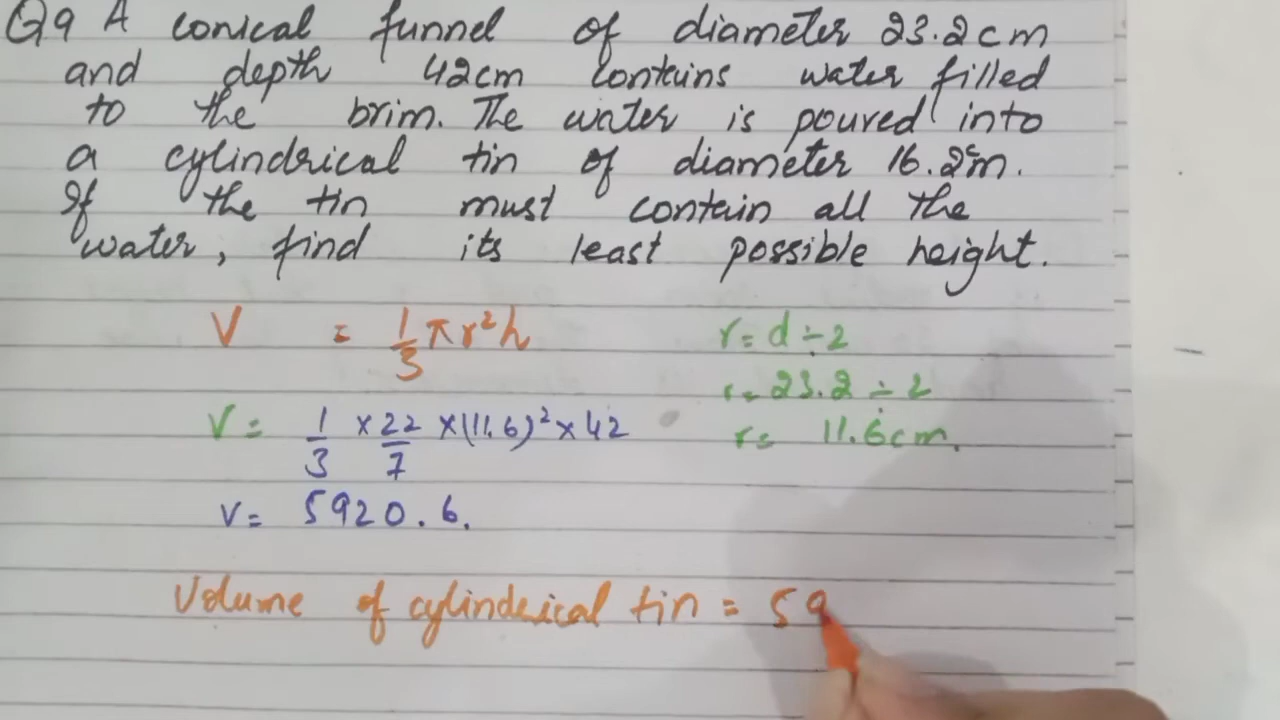 Q9 A conical funnel of diameter 23.2cm
and depth 42cm contains water filled
to the brim. The water is poured into
a cylindrical tin of diameter 16.2cm.
If the tin must contain all the
water, find its least possible height.
V = 1/3 πr²h
r= d÷2
r= 23.2 ÷ 2
V= 1/3 × 22/7 ×(11.6)²×42
r= 11.6cm.
V= 5920.6.
Volume of cylinderical tin = 59